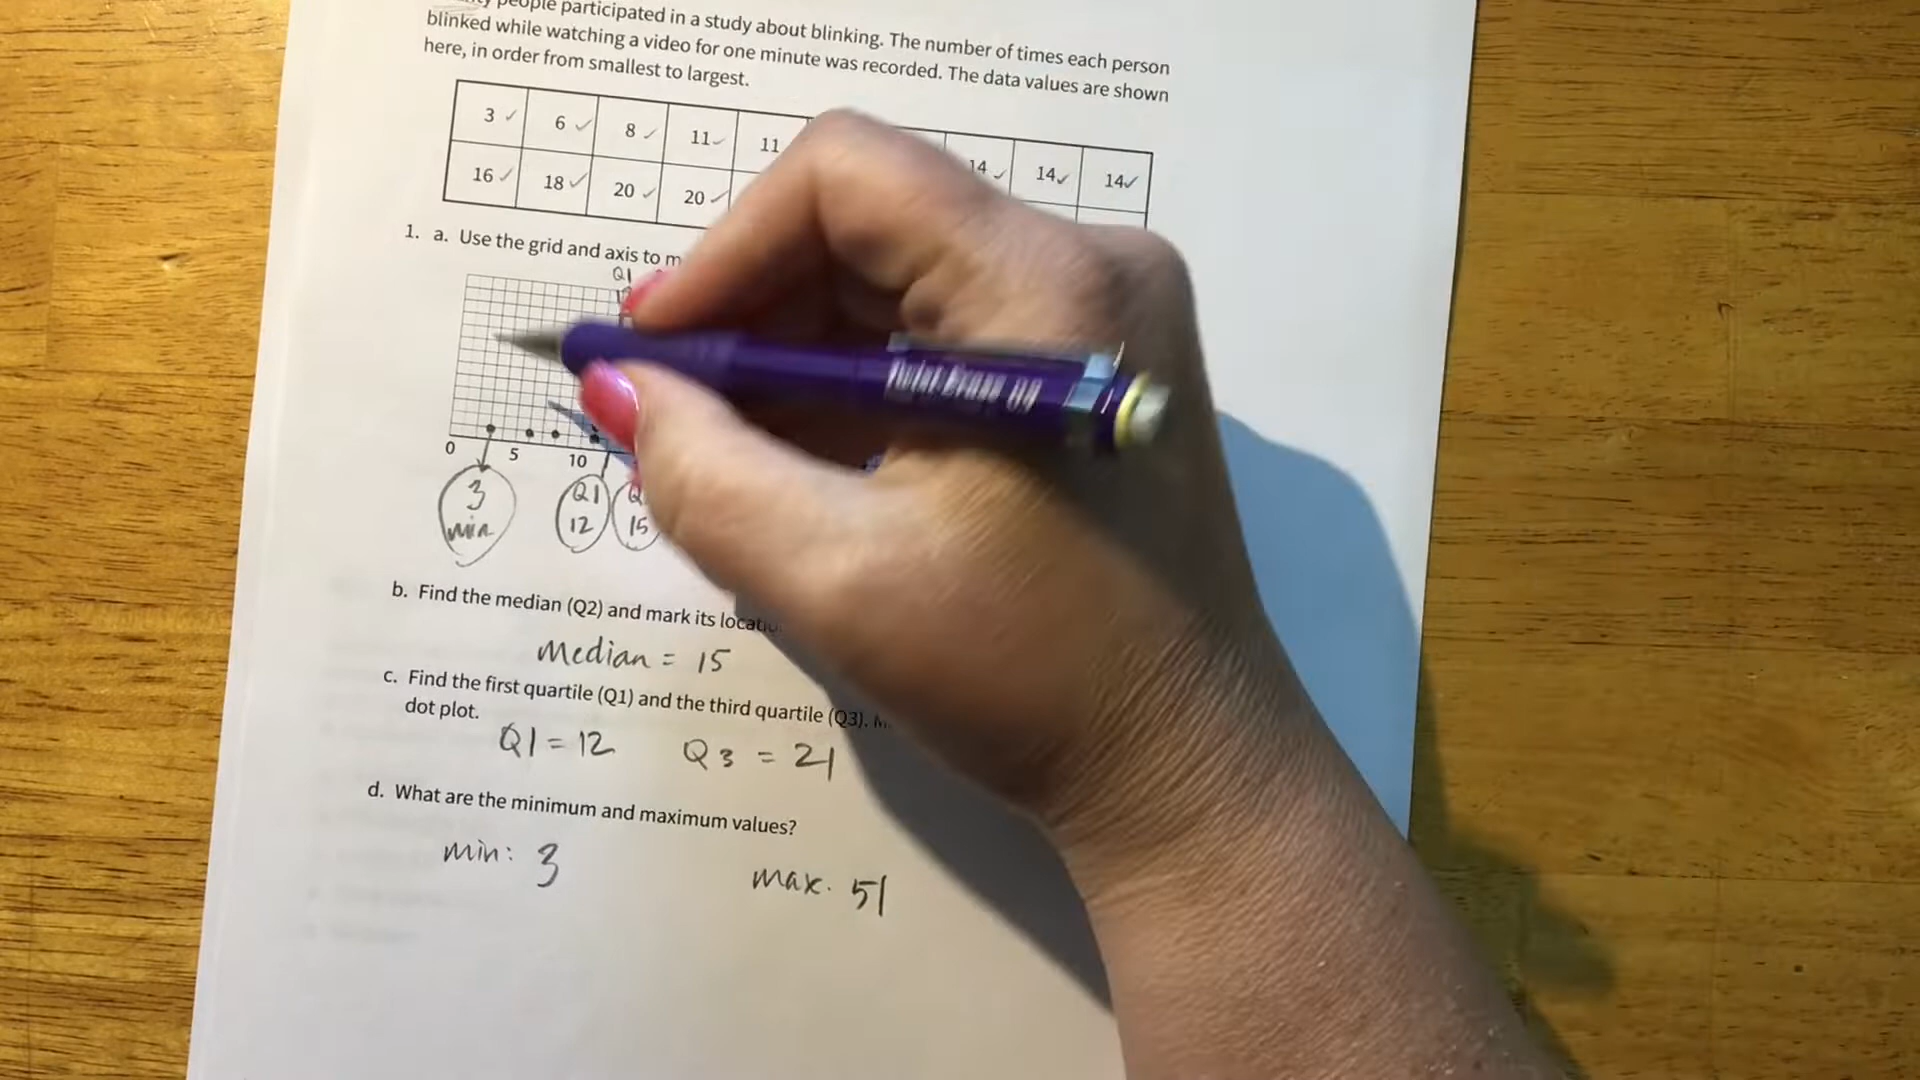 people participated in a study about blinking. The number of times each person
blinked while watching a video for one minute was recorded. The data values are shown
here, in order from smallest to largest.
3 ✓ 6 ✓ 8 ✓ 11 ✓ 11 14 ✓ 14 ✓ 14 ✓
16 ✓ 18 ✓ 20 ✓ 20 ✓
1. a. Use the grid and axis to
Q1
0 5 10
3
min
Q1
12
15
b. Find the median (Q2) and mark its
Median = 15
c. Find the first quartile (Q1) and the third quartile (Q3).
dot plot.
Q1 = 12 Q3 = 21
d. What are the minimum and maximum values?
min: 3 max. 51